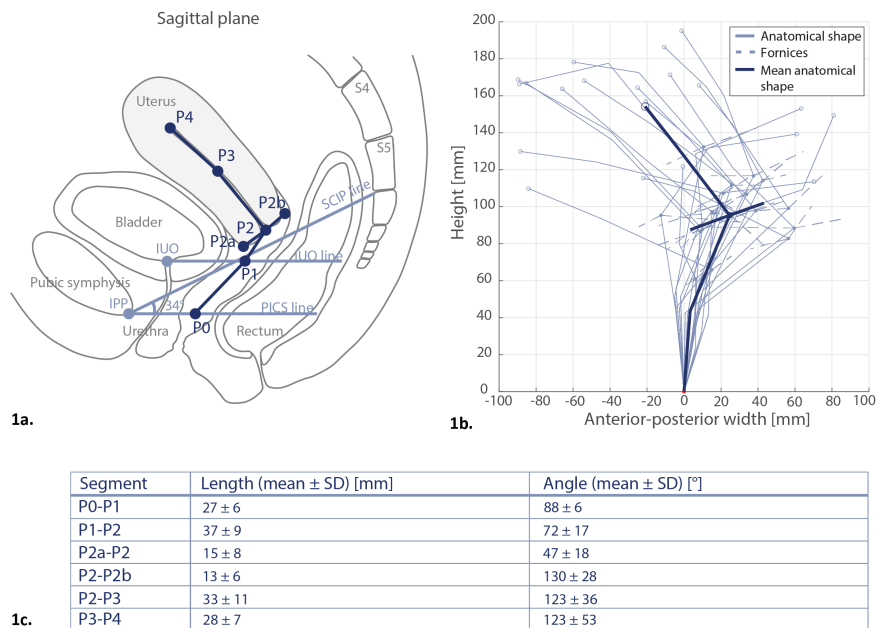 Sagittal plane
Uterus
P4
P3
P2b
P2
P2a
P1
P0
S4
S5
SCIP line
Bladder
IUO
IUO line
Pubic symphysis
IPP
34°
PICS line
Urethra
Rectum
1a.
200
180
160
140
120
100
80
60
40
20
0
-100 -80 -60 -40 -20 0 20 40 60 80 100
Height [mm]
Anterior-posterior width [mm]
Anatomical shape
Fornices
Mean anatomical
shape
1b.
Segment Length (mean ± SD) [mm] Angle (mean ± SD) [°]
P0-P1 27 ± 6 88 ± 6
P1-P2 37 ± 9 72 ± 17
P2a-P2 15 ± 8 47 ± 18
P2-P2b 13 ± 6 130 ± 28
P2-P3 33 ± 11 123 ± 36
P3-P4 28 ± 7 123 ± 53
1c.